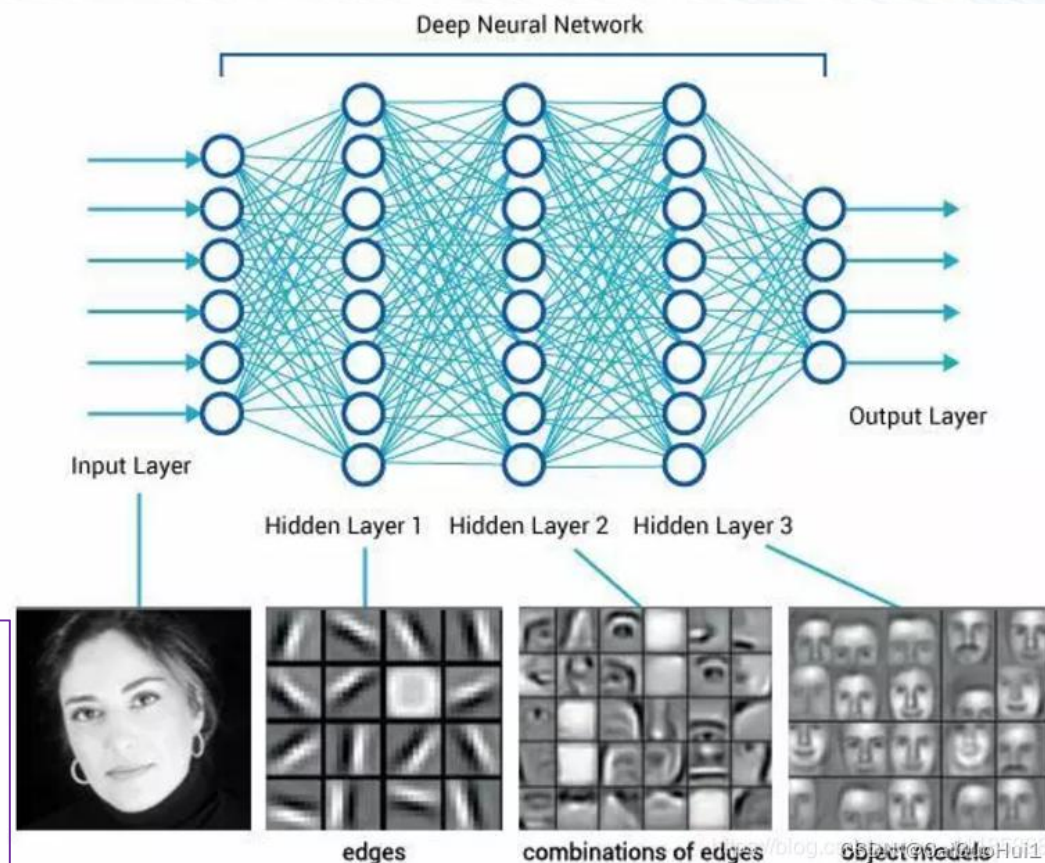 Deep Neural Network
Output Layer
Input Layer
Hidden Layer 1
Hidden Layer 2
Hidden Layer 3
edges
combinations of edges
object models